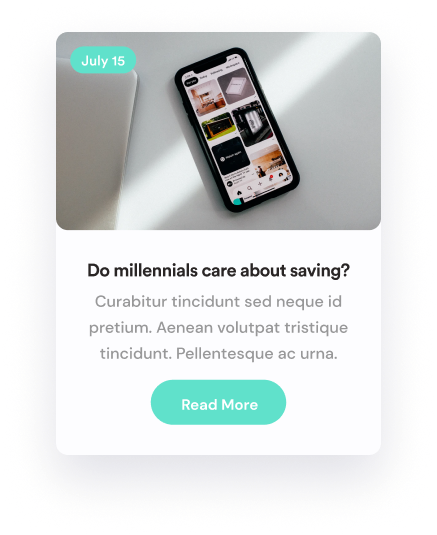 July 15
Do millennials care about saving?
Curabitur tincidunt sed neque id
pretium. Aenean volutpat tristique
tincidunt. Pellentesque ac urna.
Read More